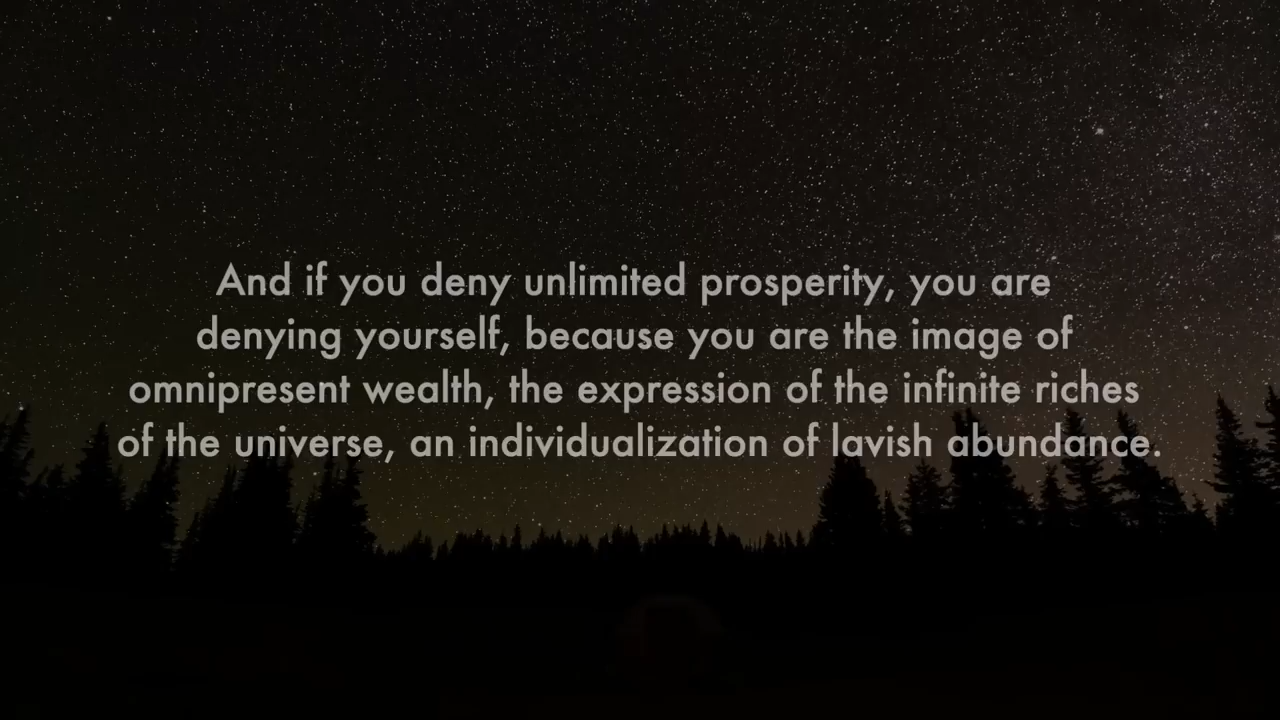 And if you deny unlimited prosperity, you are
denying yourself, because you are the image of
omnipresent wealth, the expression of the infinite riches
of the universe, an individualization of lavish abundance.